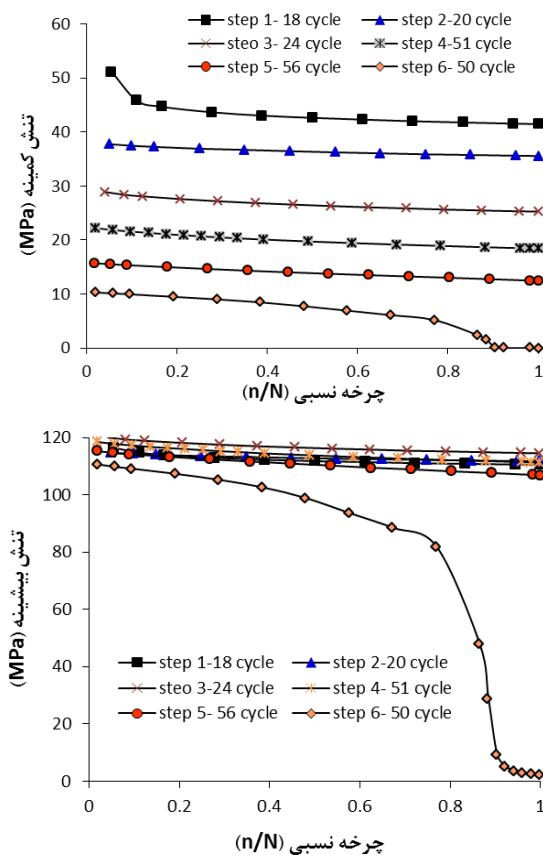 step 1- 18 cycle
step 2-20 cycle
steo 3- 24 cycle
step 4-51 cycle
step 5- 56 cycle
step 6- 50 cycle
تنش کمینه (MPa)
60
50
40
30
20
10
0
0 0.2 0.4 0.6 0.8 1
چرخه نسبی (n/N)
تنش بیشینه (MPa)
120
100
80
60
40
20
0
step 1-18 cycle
step 2-20 cycle
steo 3-24 cycle
step 4- 51 cycle
step 5- 56 cycle
step 6- 50 cycle
0 0.2 0.4 0.6 0.8 1
چرخه نسبی (n/N)